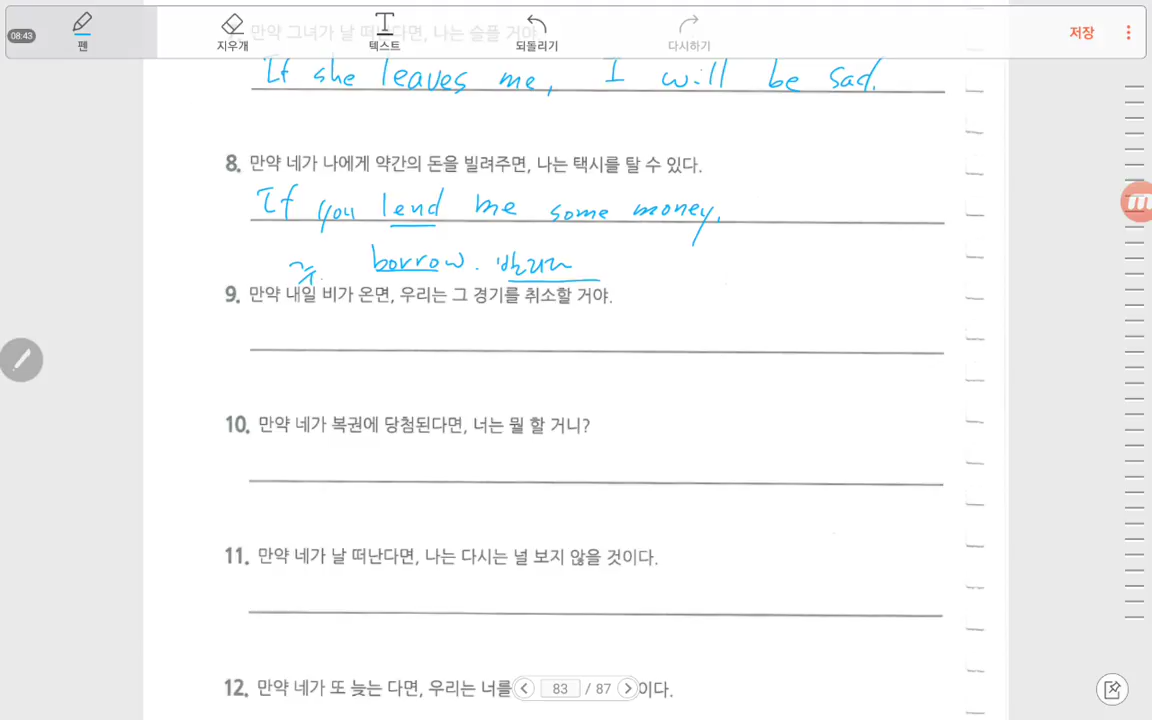 08:43
펜
지우개
텍스트
되돌리기
다시하기
저장
만약 그녀가 날 떠난다면, 나는 슬플 거야.
If she leaves me, I will be sad.
8. 만약 네가 나에게 약간의 돈을 빌려주면, 나는 택시를 탈 수 있다.
If you lend me some money,
borrow. 빌리다
9. 만약 내일 비가 온면, 우리는 그 경기를 취소할 거야.
10. 만약 네가 복권에 당첨된다면, 너는 뭘 할 거니?
11. 만약 네가 날 떠난다면, 나는 다시는 널 보지 않을 것이다.
12. 만약 네가 또 늦는 다면, 우리는 너를 이다.
83 / 87